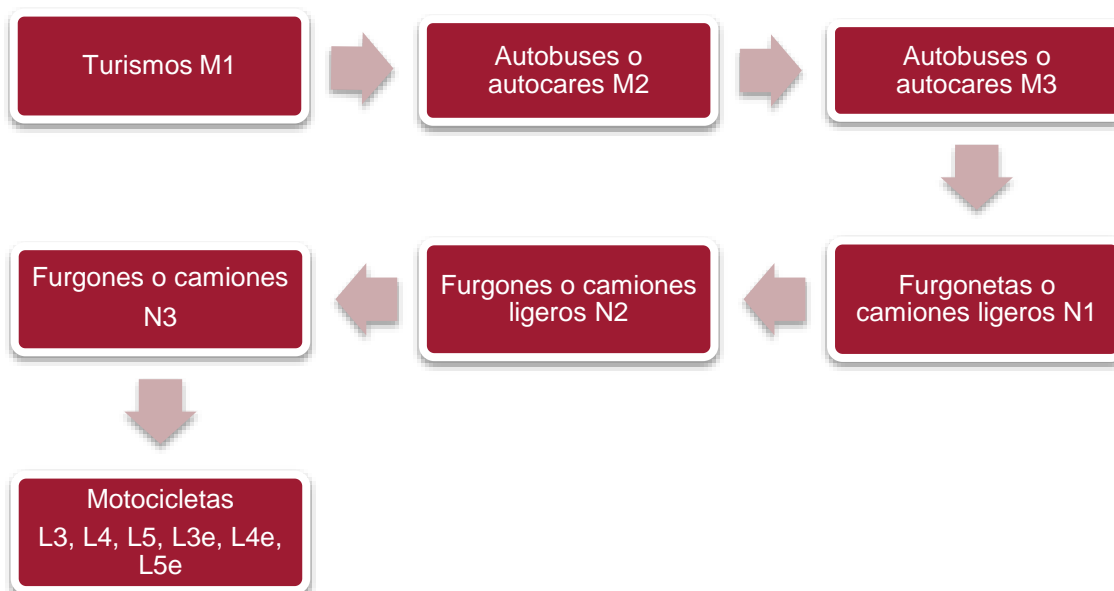 Turismos M1
Autobuses o
autocares M2
Autobuses o
autocares M3
Furgones o camiones
N3
Furgones o camiones
ligeros N2
Furgonetas o
camiones ligeros N1
Motocicletas
L3, L4, L5, L3e, L4e,
L5e